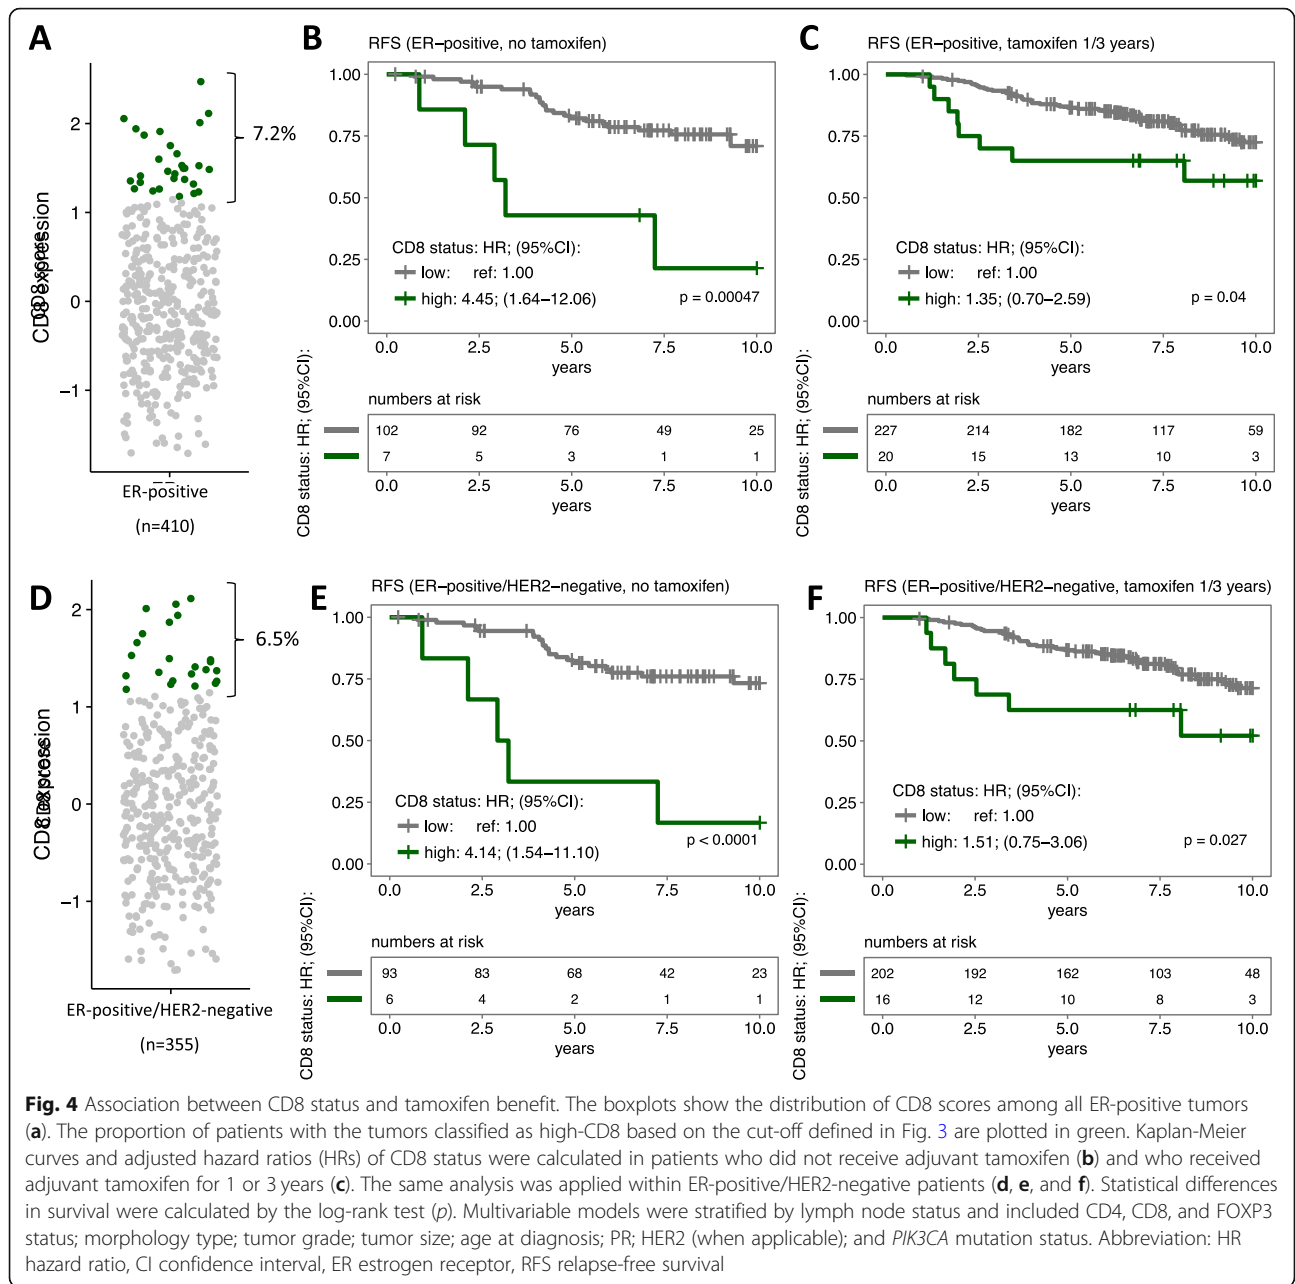 A
CD8 expression
2
1
0
−1
7.2%
ER-positive
(n=410)
B
RFS (ER−positive, no tamoxifen)
1.00
0.75
0.50
0.25
0.00
CD8 status: HR; (95%CI):
low: ref: 1.00
high: 4.45; (1.64−12.06)
p = 0.00047
0.0 2.5 5.0 7.5 10.0
years
CD8 status: HR; (95%CI):
numbers at risk
102 92 76 49 25
7 5 3 1 1
0.0 2.5 5.0 7.5 10.0
years
C
RFS (ER−positive, tamoxifen 1/3 years)
1.00
0.75
0.50
0.25
0.00
CD8 status: HR; (95%CI):
low: ref: 1.00
high: 1.35; (0.70−2.59)
p = 0.04
0.0 2.5 5.0 7.5 10.0
years
CD8 status: HR; (95%CI):
numbers at risk
227 214 182 117 59
20 15 13 10 3
0.0 2.5 5.0 7.5 10.0
years
D
CD8 expression
2
1
0
−1
6.5%
ER-positive/HER2-negative
(n=355)
E
RFS (ER−positive/HER2−negative, no tamoxifen)
1.00
0.75
0.50
0.25
0.00
CD8 status: HR; (95%CI):
low: ref: 1.00
high: 4.14; (1.54−11.10)
p < 0.0001
0.0 2.5 5.0 7.5 10.0
years
CD8 status: HR; (95%CI):
numbers at risk
93 83 68 42 23
6 4 2 1 1
0.0 2.5 5.0 7.5 10.0
years
F
RFS (ER−positive/HER2−negative, tamoxifen 1/3 years)
1.00
0.75
0.50
0.25
0.00
CD8 status: HR; (95%CI):
low: ref: 1.00
high: 1.51; (0.75−3.06)
p = 0.027
0.0 2.5 5.0 7.5 10.0
years
CD8 status: HR; (95%CI):
numbers at risk
202 192 162 103 48
16 12 10 8 3
0.0 2.5 5.0 7.5 10.0
years
Fig. 4 Association between CD8 status and tamoxifen benefit. The boxplots show the distribution of CD8 scores among all ER-positive tumors
(a). The proportion of patients with the tumors classified as high-CD8 based on the cut-off defined in Fig. 3 are plotted in green. Kaplan-Meier
curves and adjusted hazard ratios (HRs) of CD8 status were calculated in patients who did not receive adjuvant tamoxifen (b) and who received
adjuvant tamoxifen for 1 or 3 years (c). The same analysis was applied within ER-positive/HER2-negative patients (d, e, and f). Statistical differences
in survival were calculated by the log-rank test (p). Multivariable models were stratified by lymph node status and included CD4, CD8, and FOXP3
status; morphology type; tumor grade; tumor size; age at diagnosis; PR; HER2 (when applicable); and PIK3CA mutation status. Abbreviation: HR
hazard ratio, CI confidence interval, ER estrogen receptor, RFS relapse-free survival